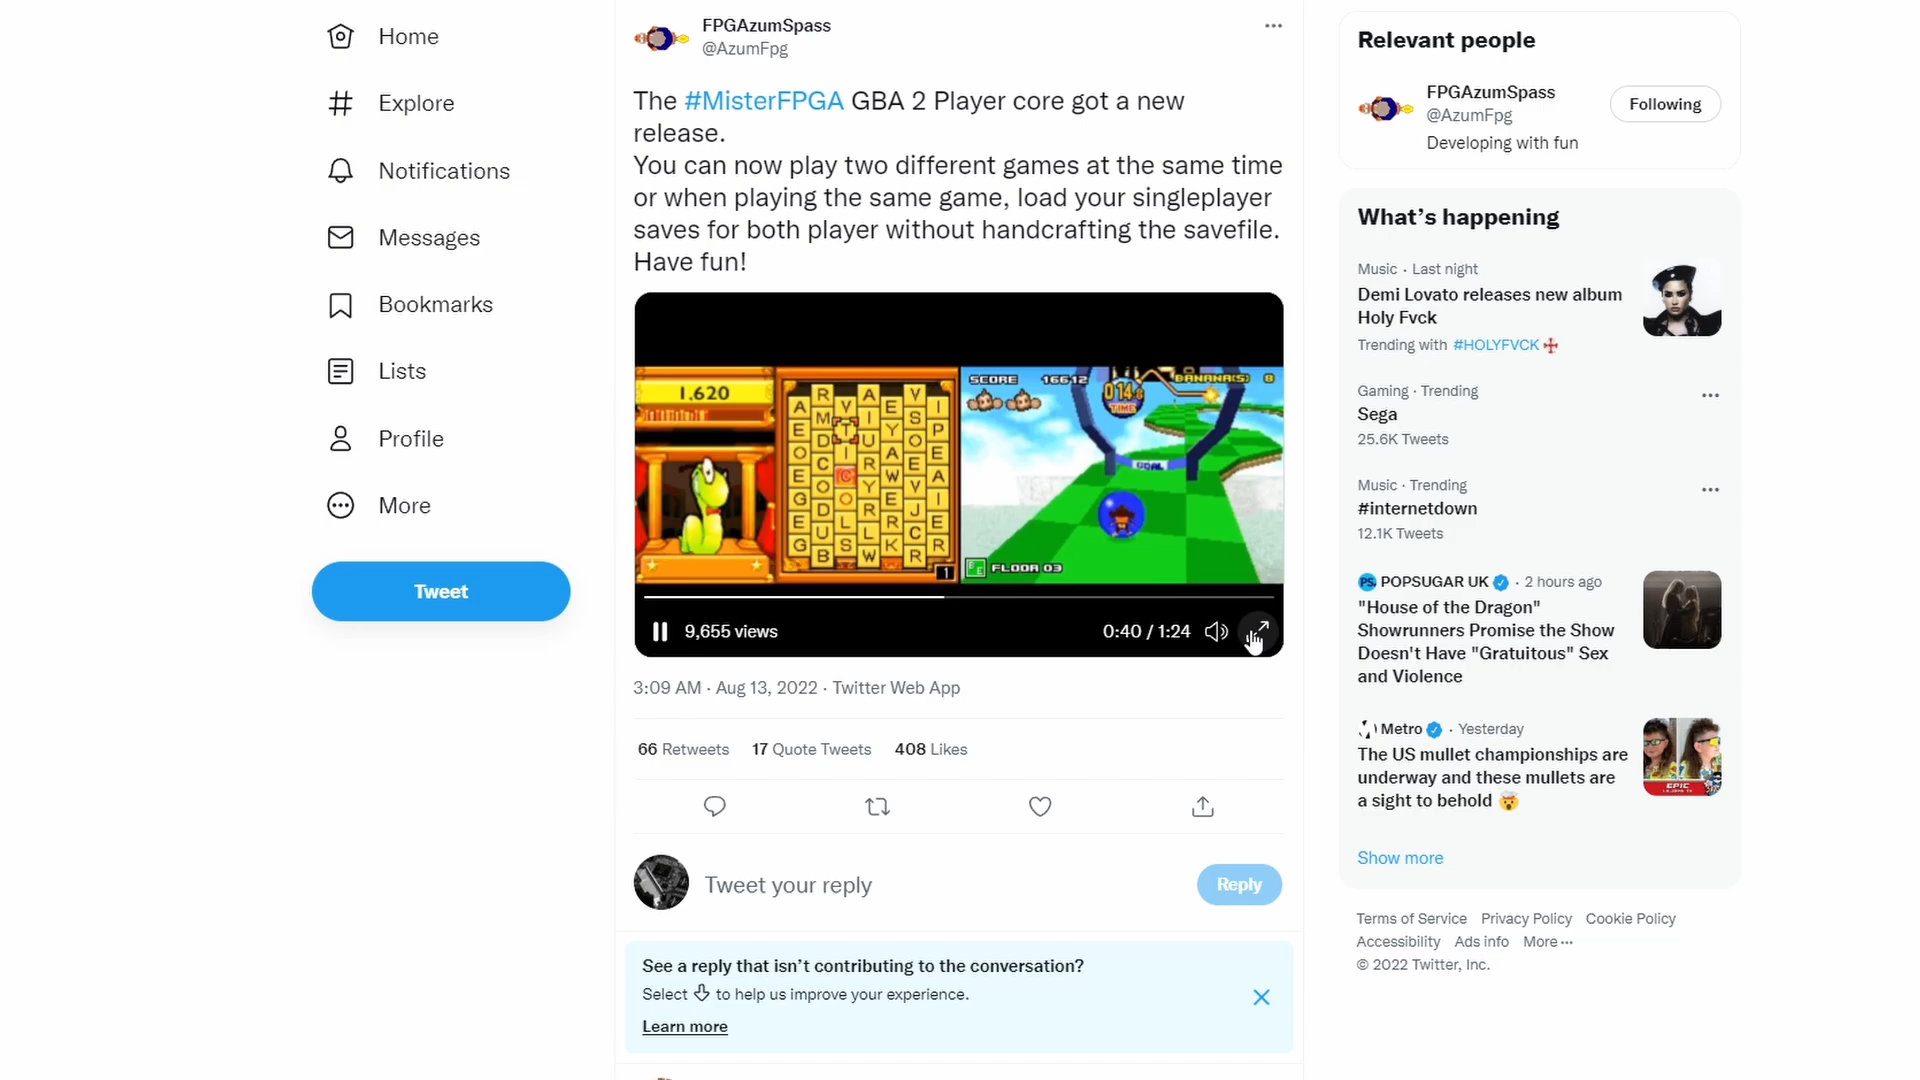 Home
Explore
Notifications
Messages
Bookmarks
Lists
Profile
More
Tweet
FPGAzumSpass
@AzumFpg
The #MisterFPGA GBA 2 Player core got a new
release.
You can now play two different games at the same time
or when playing the same game, load your singleplayer
saves for both player without handcrafting the savefile.
Have fun!
1,620
SCORE 16612
014
TIME
BANANA(S) 8
GOAL
FLOOR 03
1
9,655 views
0:40 / 1:24
3:09 AM · Aug 13, 2022 · Twitter Web App
66 Retweets 17 Quote Tweets 408 Likes
Tweet your reply
Reply
See a reply that isn’t contributing to the conversation?
Select to help us improve your experience.
Learn more
Relevant people
FPGAzumSpass
@AzumFpg
Developing with fun
Following
What’s happening
Music · Last night
Demi Lovato releases new album
Holy Fvck
Trending with #HOLYFVCK
Gaming · Trending
Sega
25.6K Tweets
Music · Trending
#internetdown
12.1K Tweets
PS POPSUGAR UK · 2 hours ago
"House of the Dragon"
Showrunners Promise the Show
Doesn't Have "Gratuitous" Sex
and Violence
Metro · Yesterday
The US mullet championships are
underway and these mullets are
a sight to behold 🤯
EPIC
Show more
Terms of Service Privacy Policy Cookie Policy
Accessibility Ads info More ···
© 2022 Twitter, Inc.